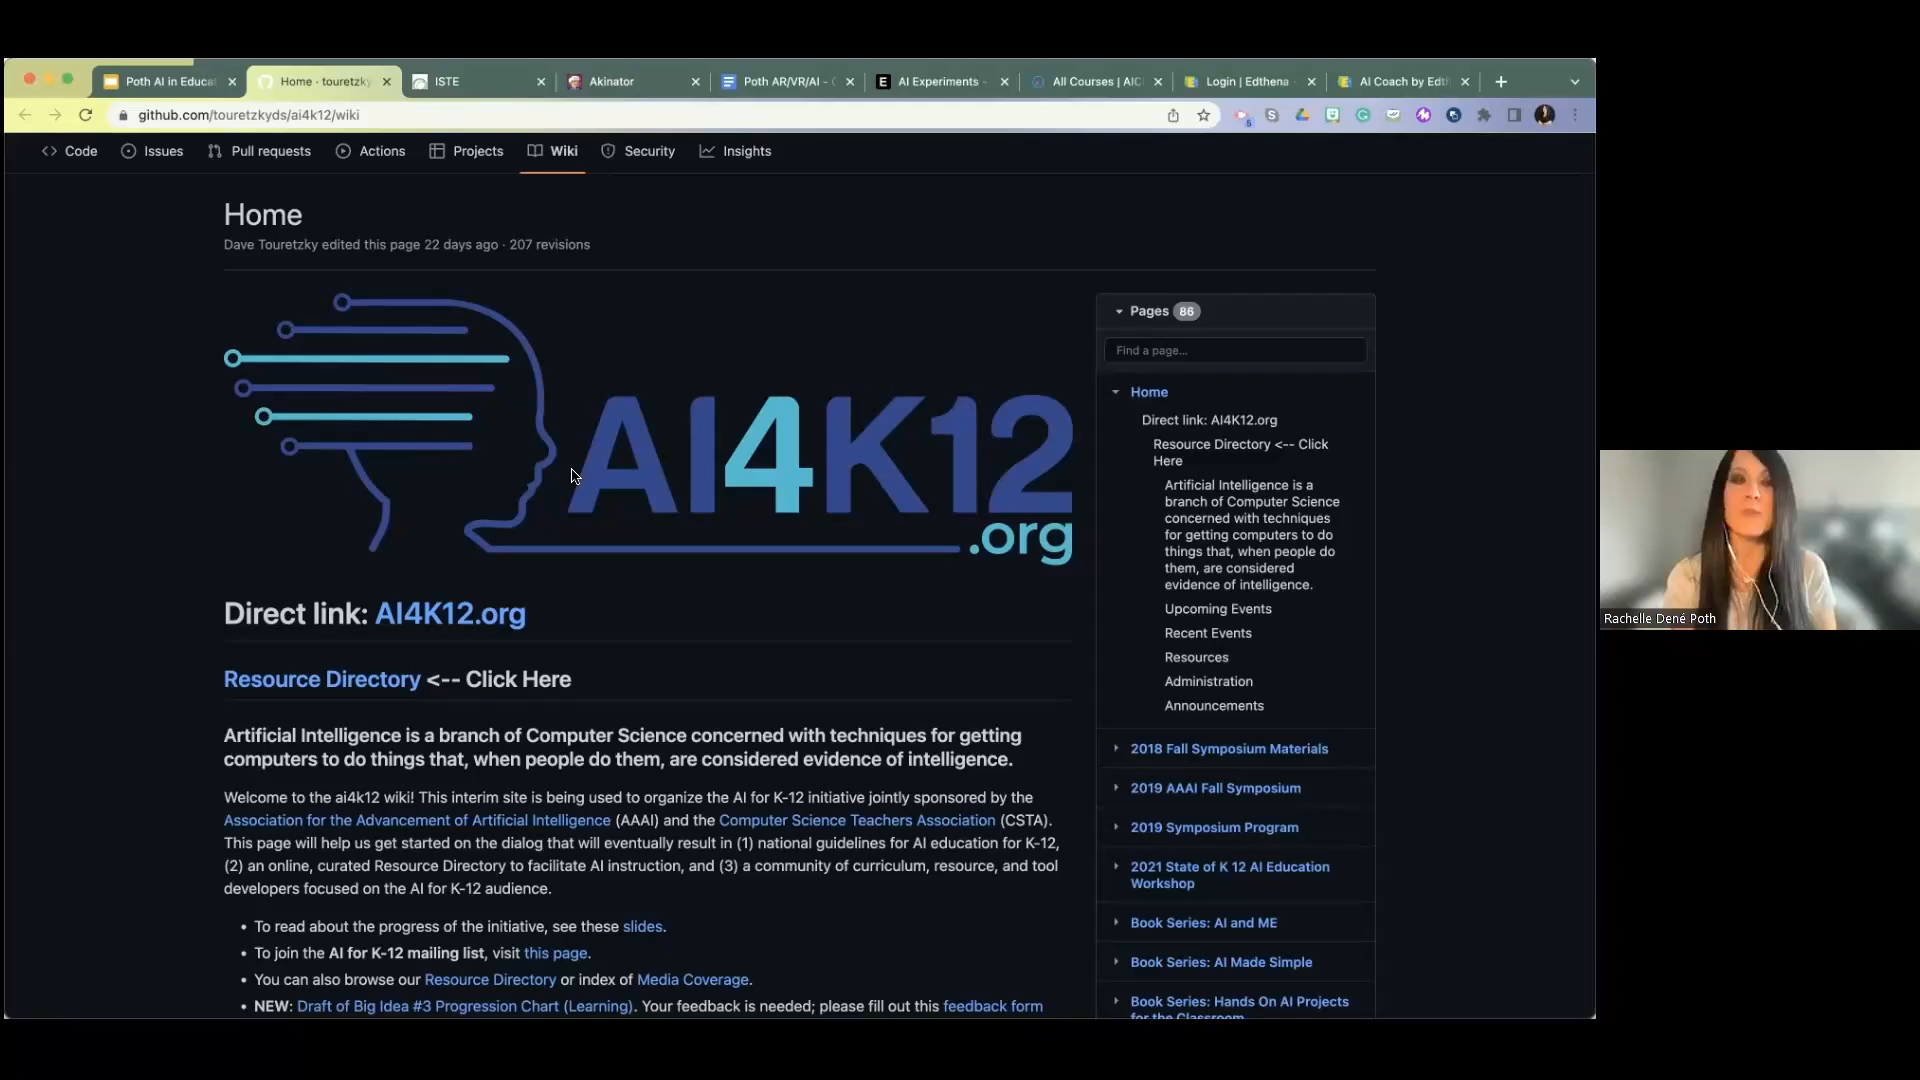 Poth AI in Educa
Home · touretzky
ISTE
Akinator
Poth AR/VR/AI -
AI Experiments -
All Courses | AIC
Login | Edthena -
AI Coach by Edth
github.com/touretzkyds/ai4k12/wiki
5
Code
Issues
Pull requests
Actions
Projects
Wiki
Security
Insights
Home
Dave Touretzky edited this page 22 days ago · 207 revisions
AI4K12
.org
Direct link: AI4K12.org
Resource Directory <-- Click Here
Artificial Intelligence is a branch of Computer Science concerned with techniques for getting
computers to do things that, when people do them, are considered evidence of intelligence.
Welcome to the ai4k12 wiki! This interim site is being used to organize the AI for K-12 initiative jointly sponsored by the
Association for the Advancement of Artificial Intelligence (AAAI) and the Computer Science Teachers Association (CSTA).
This page will help us get started on the dialog that will eventually result in (1) national guidelines for AI education for K-12,
(2) an online, curated Resource Directory to facilitate AI instruction, and (3) a community of curriculum, resource, and tool
developers focused on the AI for K-12 audience.
• To read about the progress of the initiative, see these slides.
• To join the AI for K-12 mailing list, visit this page.
• You can also browse our Resource Directory or index of Media Coverage.
• NEW: Draft of Big Idea #3 Progression Chart (Learning). Your feedback is needed; please fill out this feedback form
Pages 86
Find a page...
Home
Direct link: AI4K12.org
Resource Directory <-- Click
Here
Artificial Intelligence is a
branch of Computer Science
concerned with techniques
for getting computers to do
things that, when people do
them, are considered
evidence of intelligence.
Upcoming Events
Recent Events
Resources
Administration
Announcements
2018 Fall Symposium Materials
2019 AAAI Fall Symposium
2019 Symposium Program
2021 State of K 12 AI Education
Workshop
Book Series: AI and ME
Book Series: AI Made Simple
Book Series: Hands On AI Projects
for the Classroom
Rachelle Dené Poth